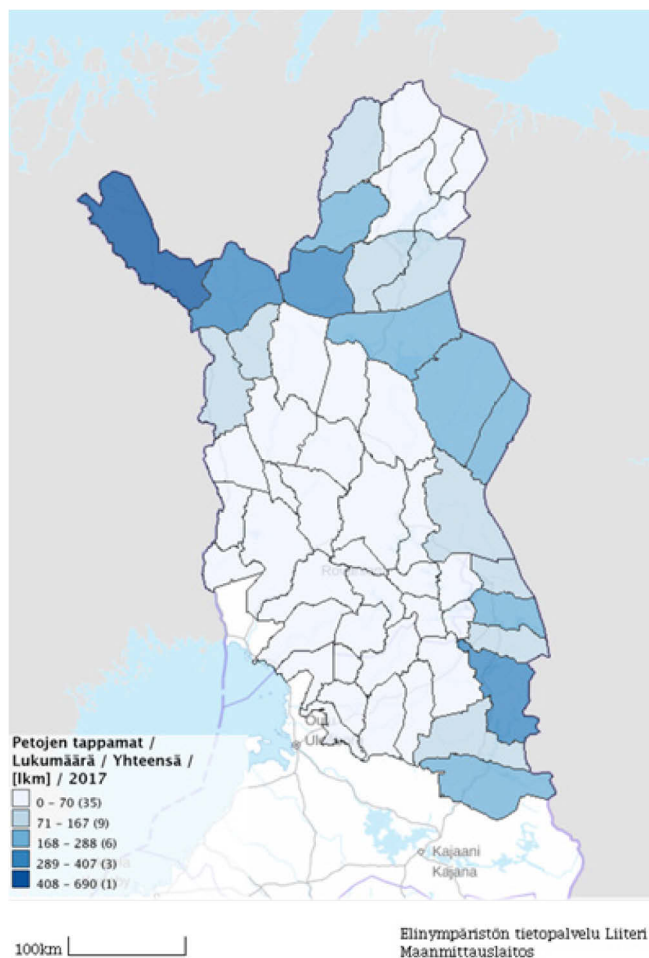 Oulu
Petojen tappamat /
Lukumäärä / Yhteensä /
[lkm] / 2017
0 – 70 (35)
71 – 167 (9)
168 – 288 (6)
289 – 407 (3)
408 – 690 (1)
Kajaani
Kajana
100km
Elinympäristön tietopalvelu Liiteri
Maanmittauslaitos